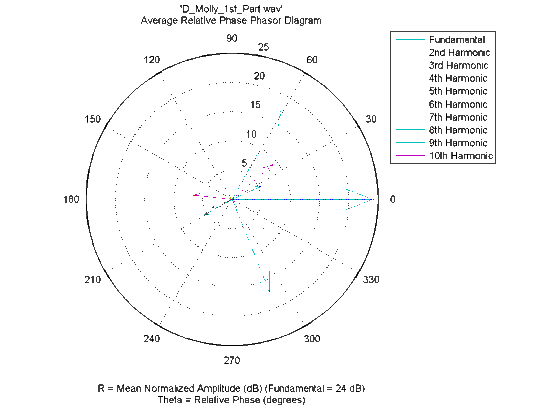 'D_Molly_1st_Part.wav'
Average Relative Phase Phasor Diagram
90
25
120
60
20
15
150
30
10
5
180
0
210
330
240
300
270
Fundamental
2nd Harmonic
3rd Harmonic
4th Harmonic
5th Harmonic
6th Harmonic
7th Harmonic
8th Harmonic
9th Harmonic
10th Harmonic
R = Mean Normalized Amplitude (dB) (Fundamental = 24 dB)
Theta = Relative Phase (degrees)